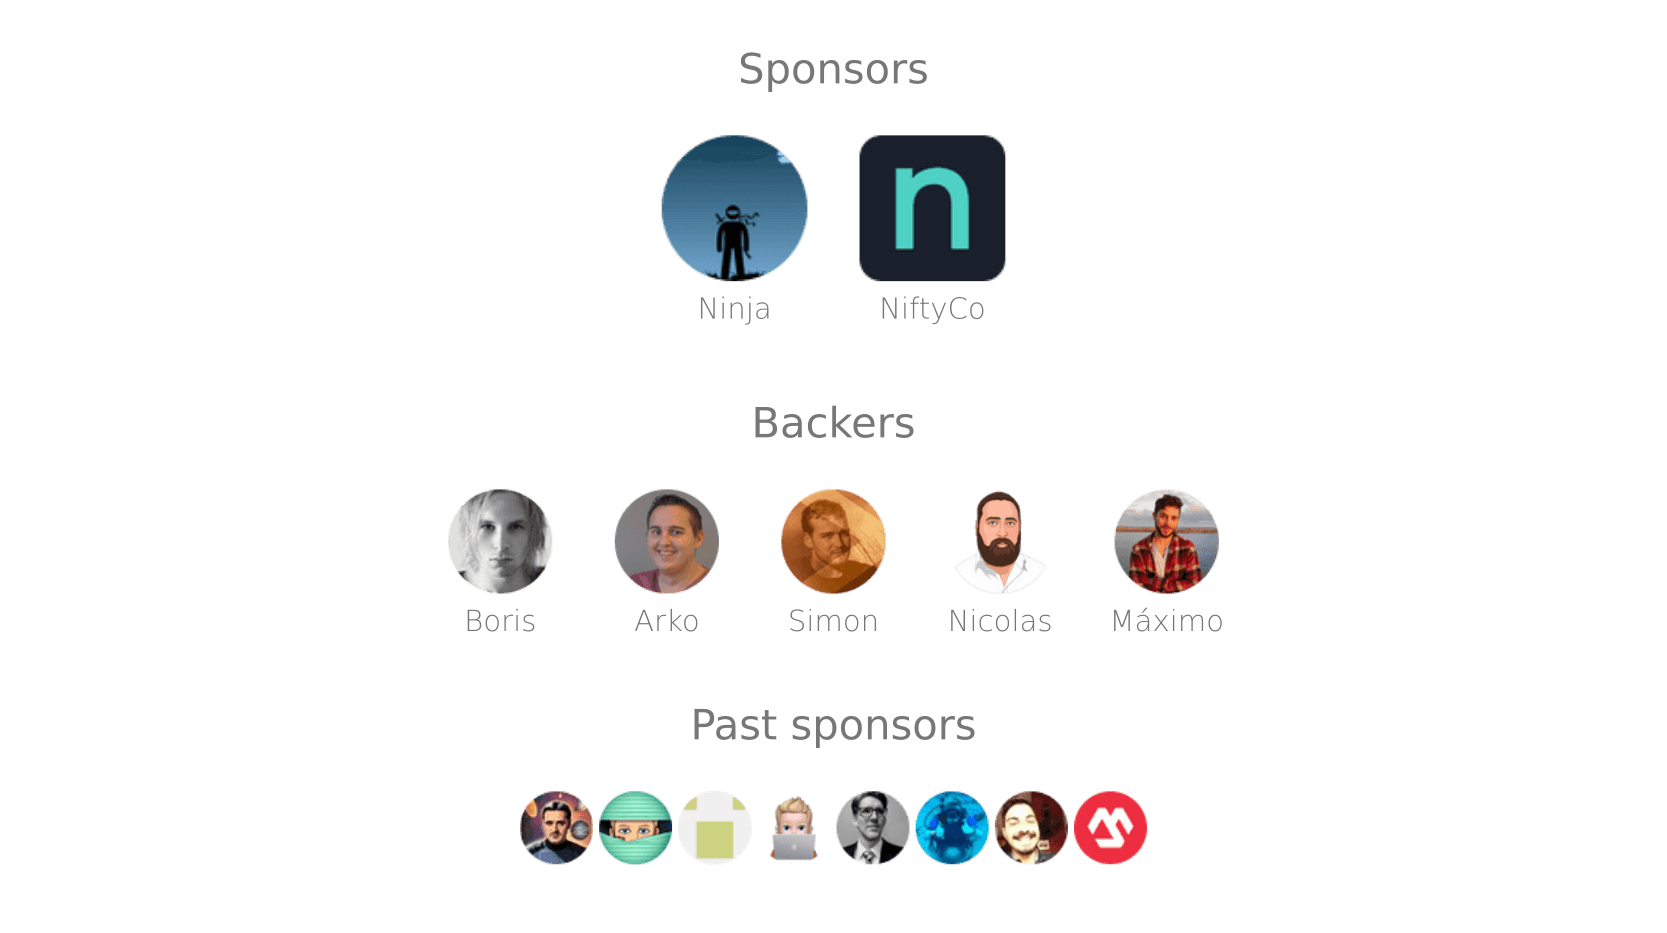 Sponsors
n
Ninja NiftyCo
Backers
Boris Arko Simon Nicolas Máximo
Past sponsors